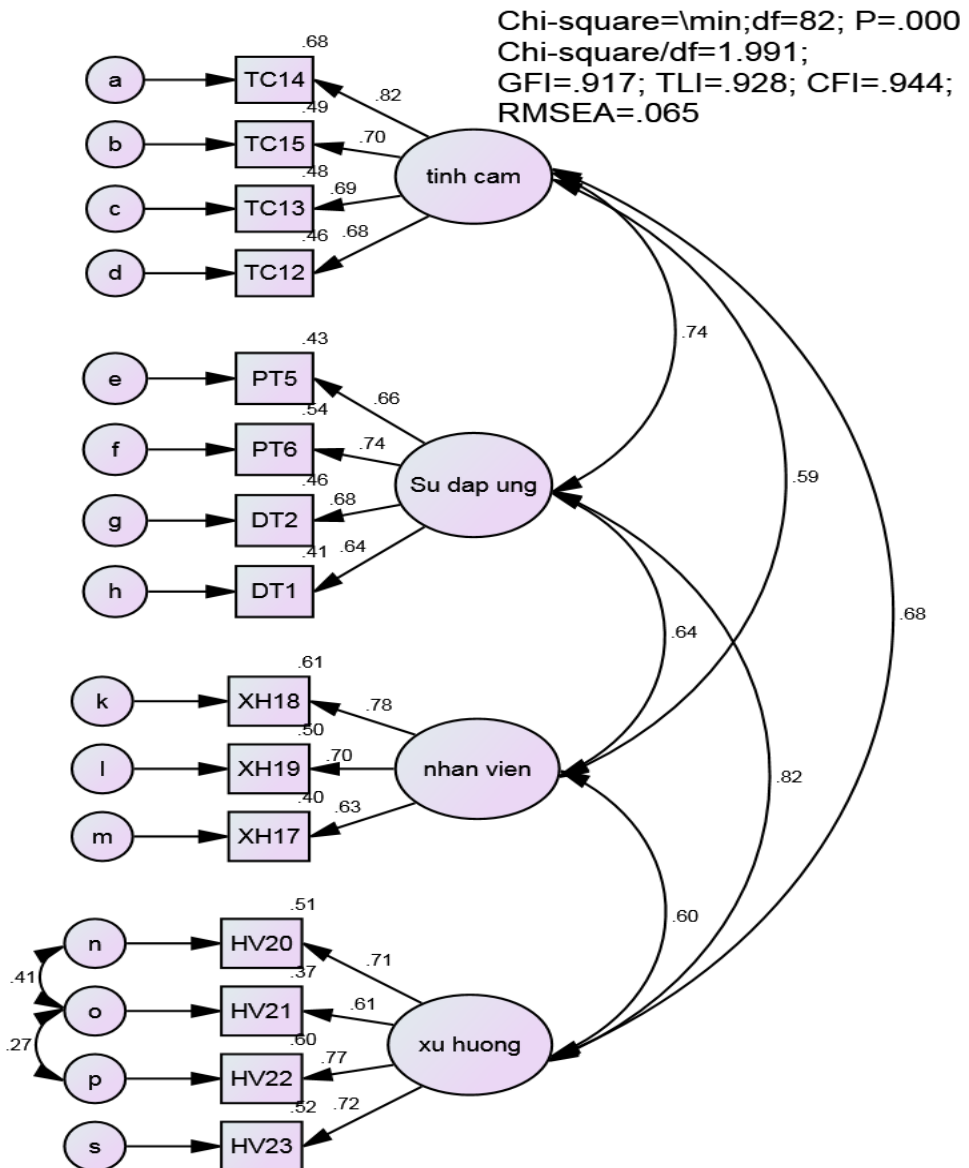 Chi-square=\min;df=82; P=.000
Chi-square/df=1.991;
GFI=.917; TLI=.928; CFI=.944;
RMSEA=.065
.68
a
TC14
.82
.49
b
TC15
.70
tinh cam
.48
c
TC13
.69
.46
d
TC12
.68
.74
.43
e
PT5
.66
.54
f
PT6
.74
.59
Su dap ung
.46
g
DT2
.68
.41
h
DT1
.64
.68
.64
.61
k
XH18
.78
.50
l
XH19
.70
nhan vien
.82
.40
m
XH17
.63
.60
.51
n
HV20
.71
.41
.37
o
HV21
.61
.27
xu huong
.60
p
HV22
.77
.52
s
HV23
.72